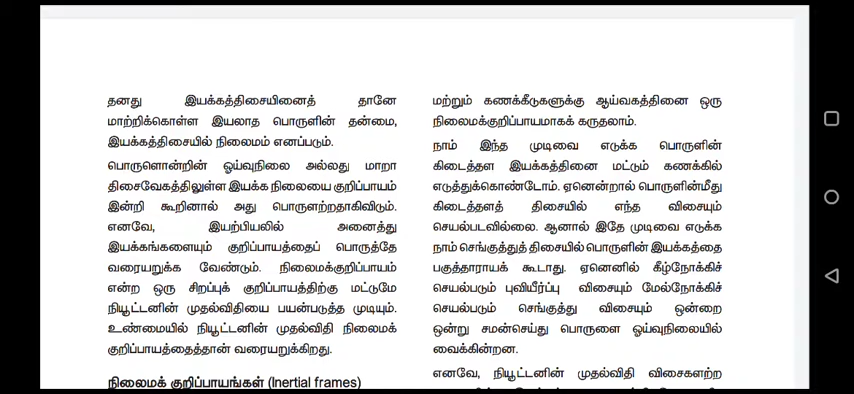 தனது இயக்கத்திசையினைத் தானே
மாற்றிக்கொள்ள இயலாத பொருளின் தன்மை,
இயக்கத்திசையில் நிலைமம் எனப்படும்.
பொருளொன்றின் ஓய்வுநிலை அல்லது மாறா
திசைவேகத்திலுள்ள இயக்க நிலையை குறிப்பாயம்
இன்றி கூறினால் அது பொருளற்றதாகிவிடும்.
எனவே, இயற்பியலில் அனைத்து
இயக்கங்களையும் குறிப்பாயத்தைப் பொருத்தே
வரையறுக்க வேண்டும். நிலைமக்குறிப்பாயம்
என்ற ஒரு சிறப்புக் குறிப்பாயத்திற்கு மட்டுமே
நியூட்டனின் முதல்விதியை பயன்படுத்த முடியும்.
உண்மையில் நியூட்டனின் முதல்விதி நிலைமக்
குறிப்பாயத்தைத்தான் வரையறுக்கிறது.
நிலைமக் குறிப்பாயங்கள் (Inertial frames)
மற்றும் கணக்கீடுகளுக்கு ஆய்வகத்தினை ஒரு
நிலைமக்குறிப்பாயமாகக் கருதலாம்.
நாம் இந்த முடிவை எடுக்க பொருளின்
கிடைத்தள இயக்கத்தினை மட்டும் கணக்கில்
எடுத்துக்கொண்டோம். ஏனென்றால் பொருளின்மீது
கிடைத்தளத் திசையில் எந்த விசையும்
செயல்படவில்லை. ஆனால் இதே முடிவை எடுக்க
நாம் செங்குத்துத் திசையில் பொருளின் இயக்கத்தை
பகுத்தாராயக் கூடாது. ஏனெனில் கீழ்நோக்கிச்
செயல்படும் புவியீர்ப்பு விசையும் மேல்நோக்கிச்
செயல்படும் செங்குத்து விசையும் ஒன்றை
ஒன்று சமன்செய்து பொருளை ஓய்வுநிலையில்
வைக்கின்றன.
எனவே, நியூட்டனின் முதல்விதி விசைகளற்ற